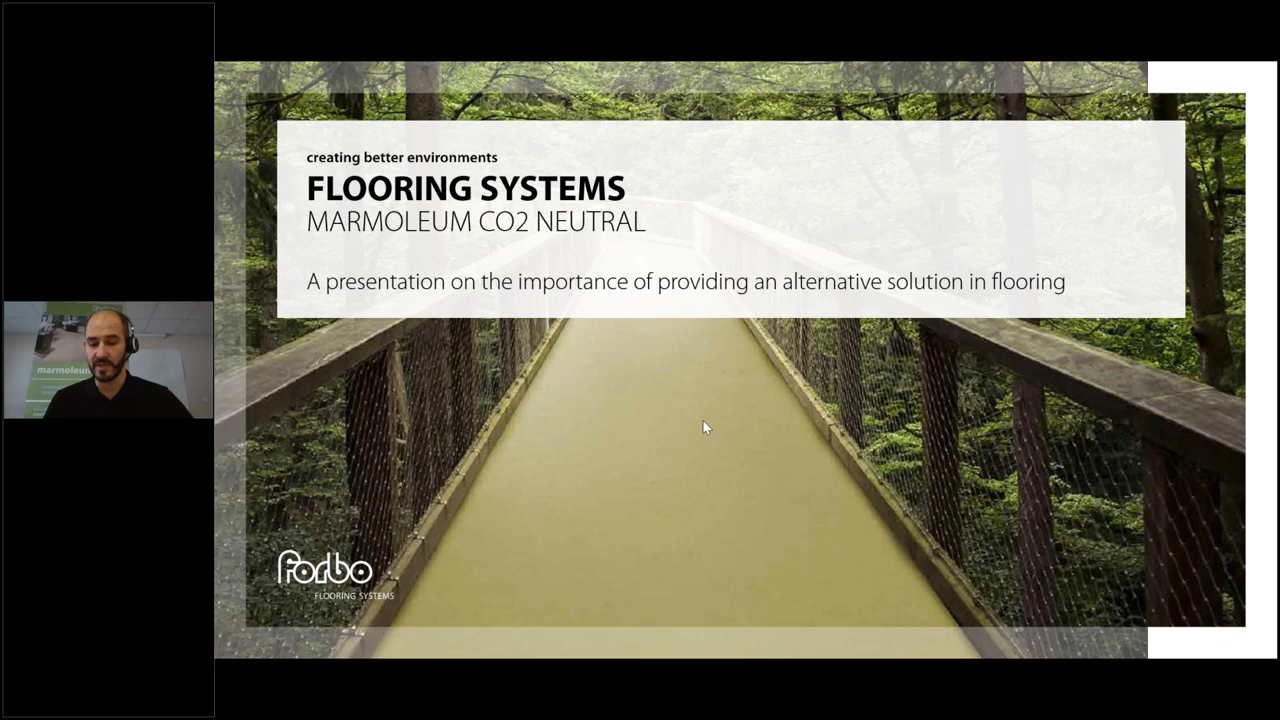 creating better environments
FLOORING SYSTEMS
MARMOLEUM CO2 NEUTRAL
A presentation on the importance of providing an alternative solution in flooring
marmoleum
forbo
FLOORING SYSTEMS